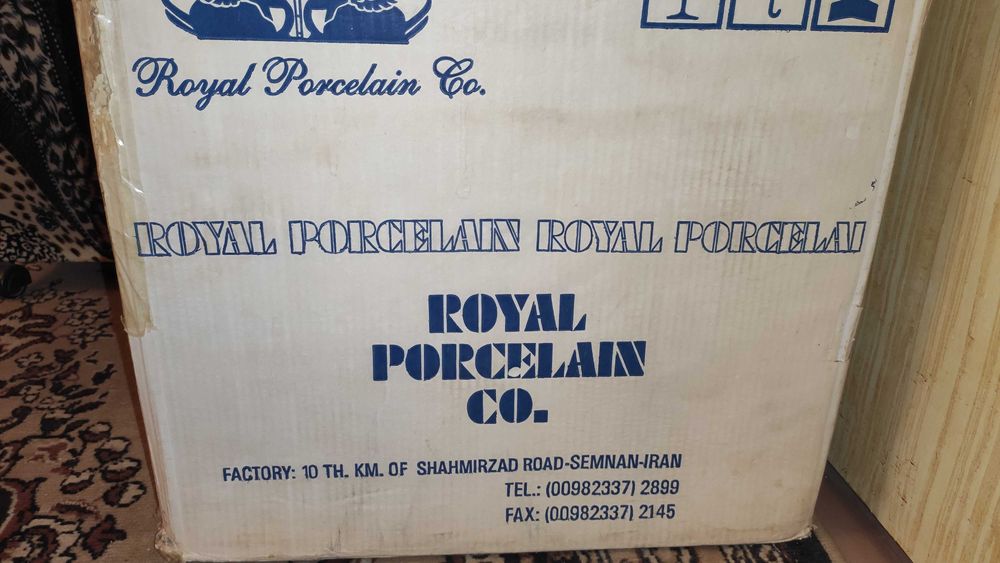 Royal Porcelain Co.
ROYAL PORCELAIN ROYAL PORCELAI
ROYAL
PORCELAIN
CO.
FACTORY: 10 TH. KM. OF SHAHMIRZAD ROAD-SEMNAN-IRAN
TEL.: (00982337) 2899
FAX: (00982337) 2145